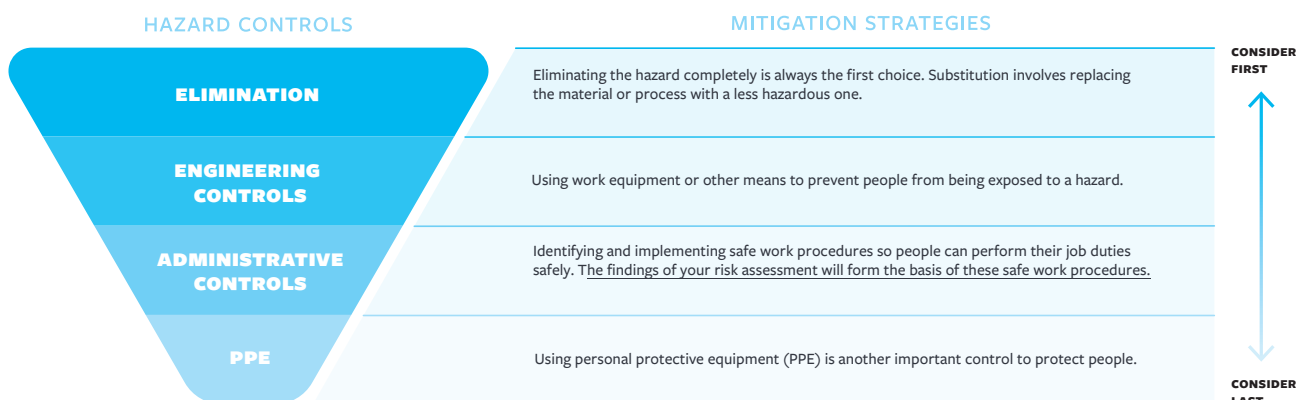 HAZARD CONTROLS
MITIGATION STRATEGIES
ELIMINATION
Eliminating the hazard completely is always the first choice. Substitution involves replacing
the material or process with a less hazardous one.
CONSIDER
FIRST
ENGINEERING
CONTROLS
Using work equipment or other means to prevent people from being exposed to a hazard.
ADMINISTRATIVE
CONTROLS
Identifying and implementing safe work procedures so people can perform their job duties
safely. The findings of your risk assessment will form the basis of these safe work procedures.
PPE
Using personal protective equipment (PPE) is another important control to protect people.
CONSIDER
LAST